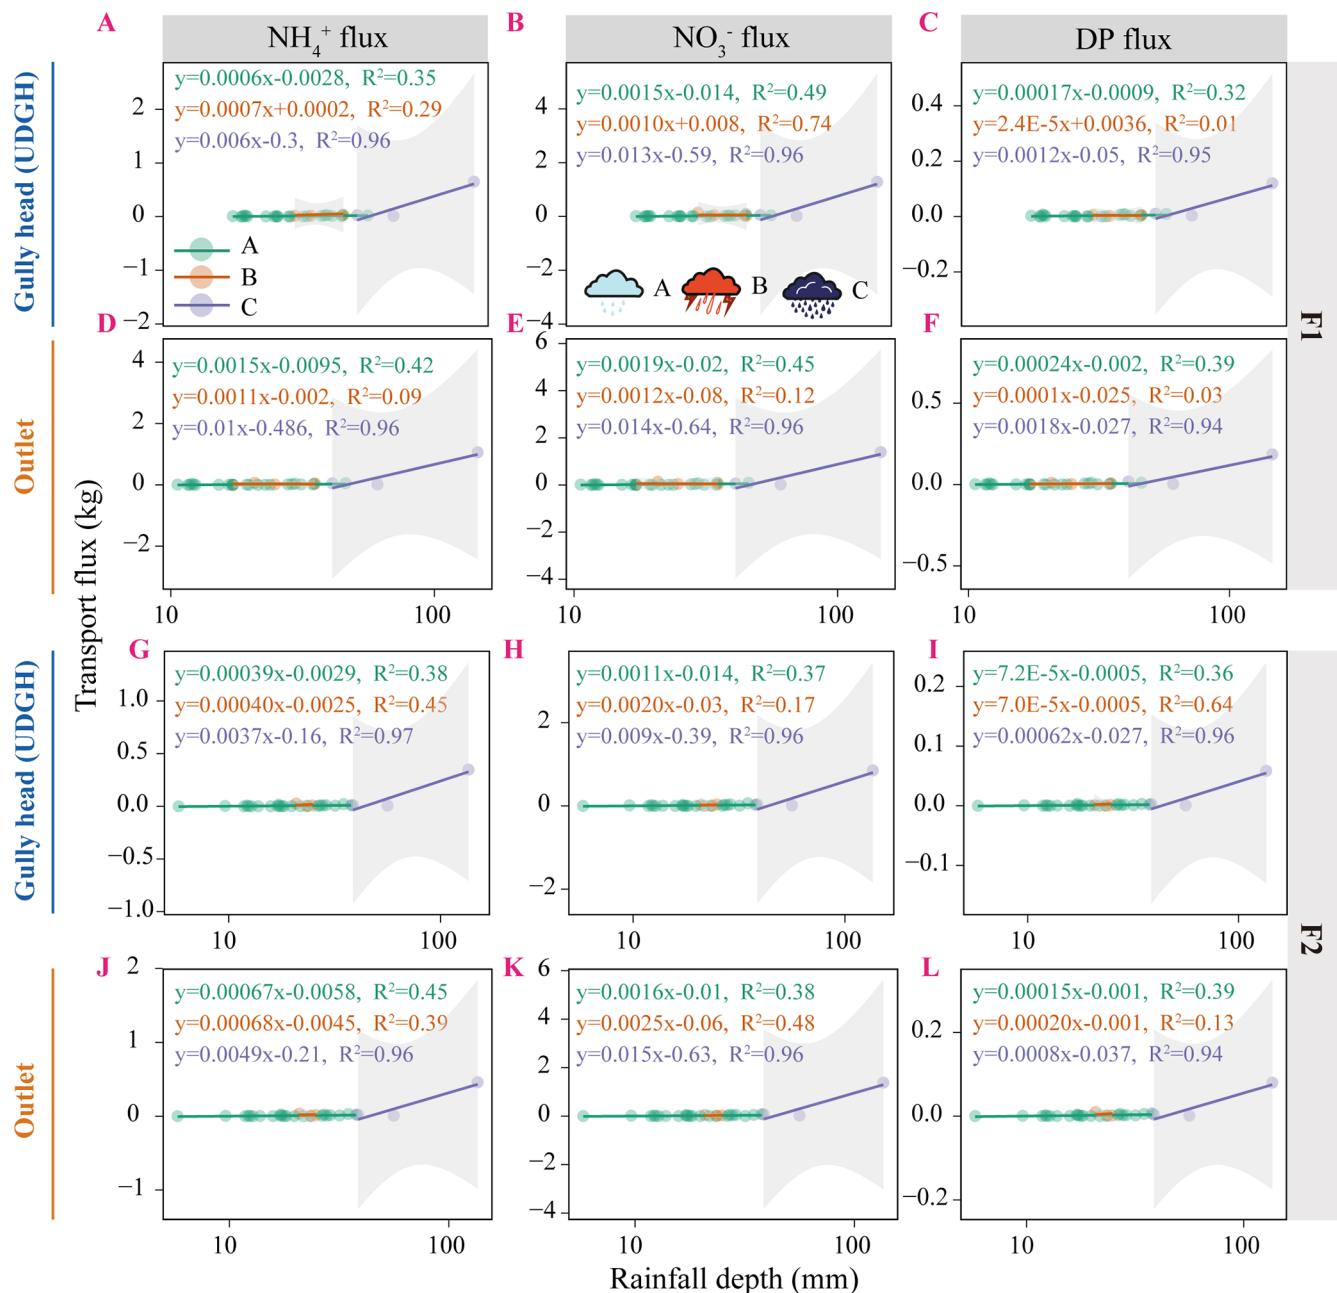 A
NH₄⁺ flux
B
NO₃⁻ flux
C
DP flux
Gully head (UDGH)
y=0.0006x-0.0028, R²=0.35
y=0.0007x+0.0002, R²=0.29
y=0.006x-0.3, R²=0.96
2
1
0
−1
−2
A
B
C
y=0.0015x-0.014, R²=0.49
y=0.0010x+0.008, R²=0.74
y=0.013x-0.59, R²=0.96
4
2
0
−2
−4
A
B
C
y=0.00017x-0.0009, R²=0.32
y=2.4E-5x+0.0036, R²=0.01
y=0.0012x-0.05, R²=0.95
0.4
0.2
0.0
−0.2
F1
D
E
F
Outlet
y=0.0015x-0.0095, R²=0.42
y=0.0011x-0.002, R²=0.09
y=0.01x-0.486, R²=0.96
4
2
0
−2
10
100
y=0.0019x-0.02, R²=0.45
y=0.0012x-0.08, R²=0.12
y=0.014x-0.64, R²=0.96
6
4
2
0
−2
−4
10
100
y=0.00024x-0.002, R²=0.39
y=0.0001x-0.025, R²=0.03
y=0.0018x-0.027, R²=0.94
0.5
0.0
−0.5
10
100
Transport flux (kg)
G
H
I
Gully head (UDGH)
y=0.00039x-0.0029, R²=0.38
y=0.00040x-0.0025, R²=0.45
y=0.0037x-0.16, R²=0.97
1.0
0.5
0.0
−0.5
−1.0
10
100
y=0.0011x-0.014, R²=0.37
y=0.0020x-0.03, R²=0.17
y=0.009x-0.39, R²=0.96
2
0
−2
10
100
y=7.2E-5x-0.0005, R²=0.36
y=7.0E-5x-0.0005, R²=0.64
y=0.00062x-0.027, R²=0.96
0.2
0.1
0.0
−0.1
10
100
F2
J
K
L
Outlet
y=0.00067x-0.0058, R²=0.45
y=0.00068x-0.0045, R²=0.39
y=0.0049x-0.21, R²=0.96
2
1
0
−1
10
100
y=0.0016x-0.01, R²=0.38
y=0.0025x-0.06, R²=0.48
y=0.015x-0.63, R²=0.96
6
4
2
0
−2
−4
10
100
y=0.00015x-0.001, R²=0.39
y=0.00020x-0.001, R²=0.13
y=0.0008x-0.037, R²=0.94
0.2
0.0
−0.2
10
100
Rainfall depth (mm)